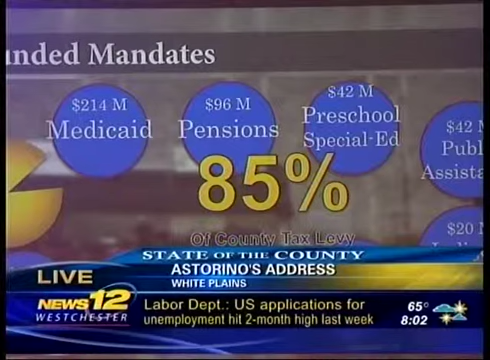 unded Mandates
$214 M
Medicaid
$96 M
Pensions
$42 M
Preschool
Special-Ed
$42
Publ
Assista
$20
85%
Of County Tax Levy
STATE OF THE COUNTY
LIVE
ASTORINO'S ADDRESS
WHITE PLAINS
NEWS 12
WESTCHESTER
Labor Dept.: US applications for
unemployment hit 2-month high last week
65°
8:02